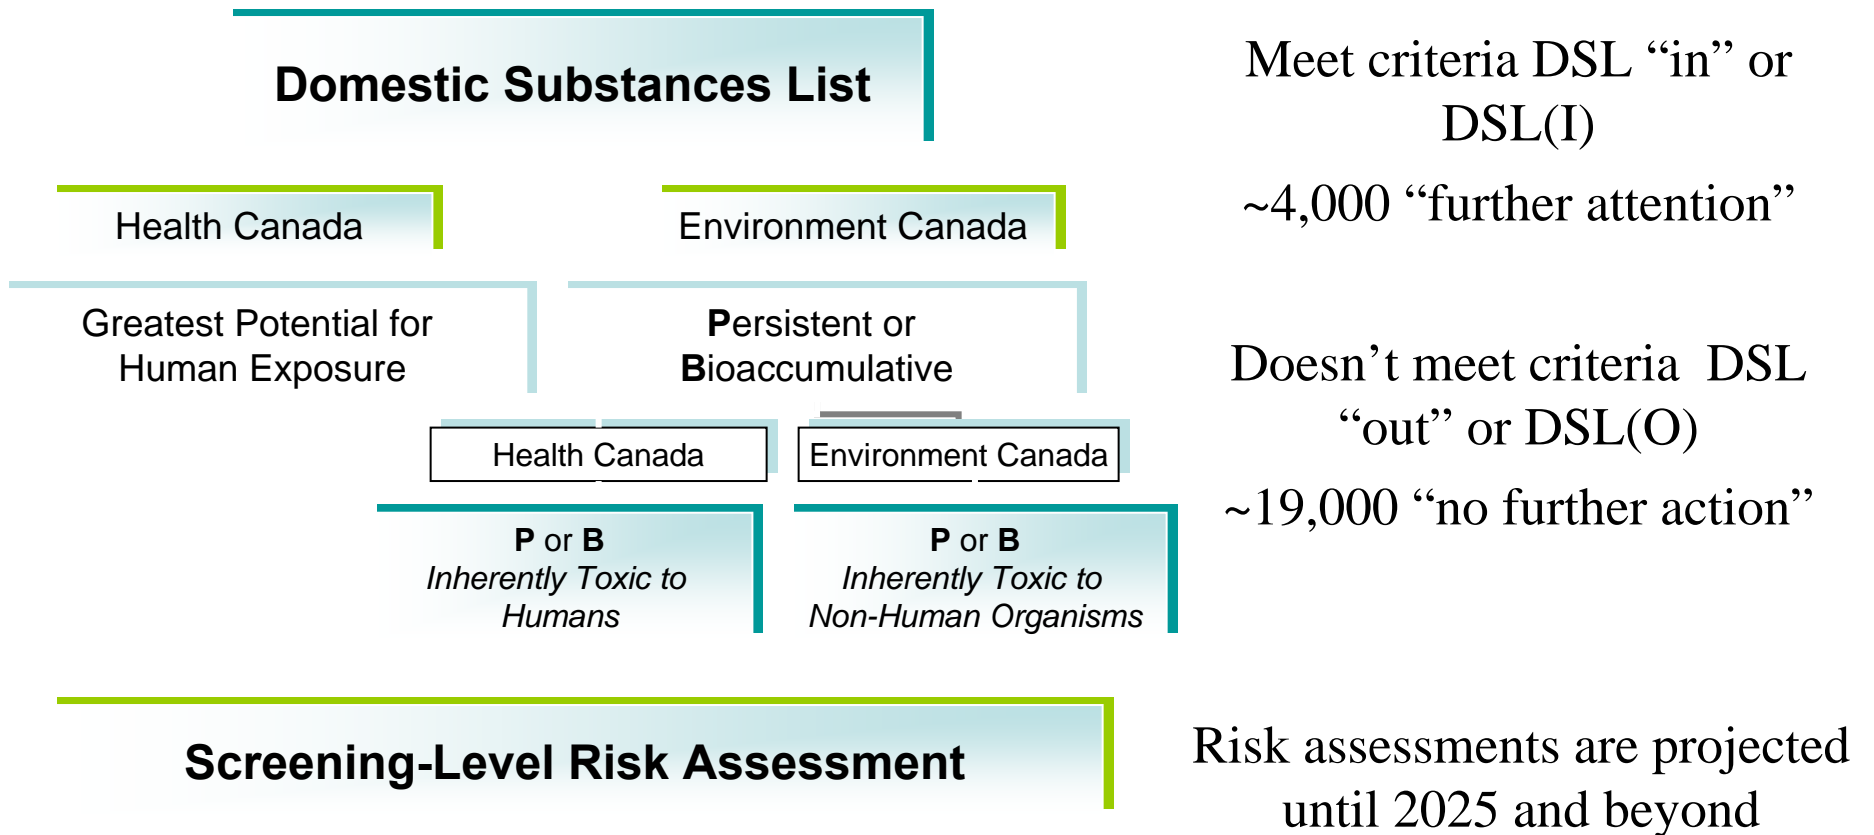 Domestic Substances List
Health Canada
Environment Canada
Greatest Potential for
Human Exposure
Persistent or
Bioaccumulative
Health Canada
Environment Canada
P or B
Inherently Toxic to
Humans
P or B
Inherently Toxic to
Non-Human Organisms
Screening-Level Risk Assessment
Meet criteria DSL “in” or
DSL(I)
~4,000 “further attention”
Doesn’t meet criteria  DSL
“out” or DSL(O)
~19,000 “no further action”
Risk assessments are projected
until 2025 and beyond